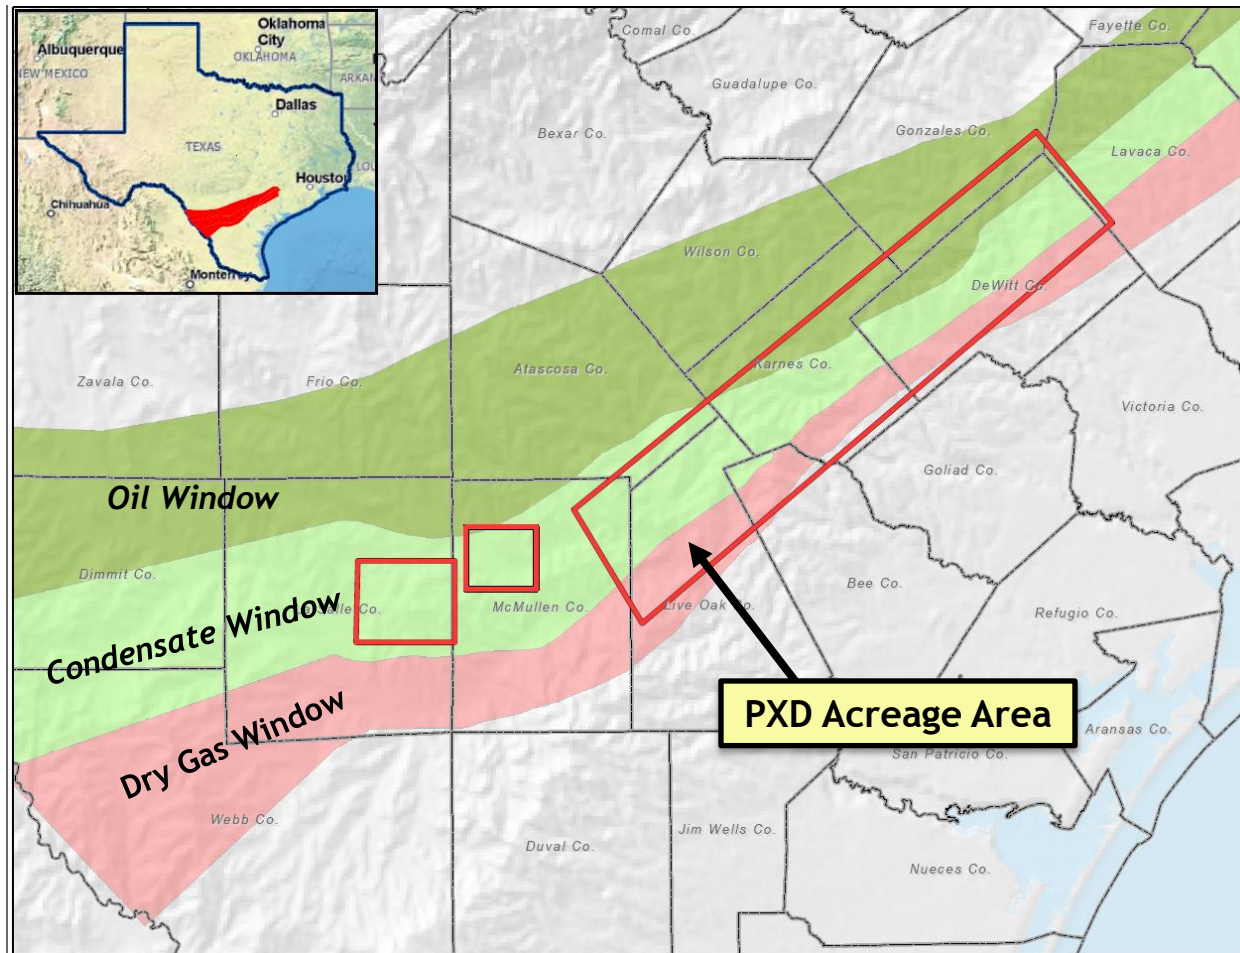 Oklahoma
City
Albuquerque
OKLAHOMA
NEW MEXICO
ARKAN
Dallas
TEXAS
LOU
Houston
Chihuahua
Monterrey
Comal Co.
Fayette Co.
Guadalupe Co.
Bexar Co.
Gonzales Co.
Lavaca Co.
Wilson Co.
DeWitt Co.
Zavala Co.
Frio Co.
Atascosa Co.
Karnes Co.
Victoria Co.
Goliad Co.
Oil Window
Dimmit Co.
Condensate Window
Salle Co.
McMullen Co.
Live Oak Co.
Bee Co.
Refugio Co.
Dry Gas Window
PXD Acreage Area
Aransas Co.
San Patricio Co.
Webb Co.
Duval Co.
Jim Wells Co.
Nueces Co.